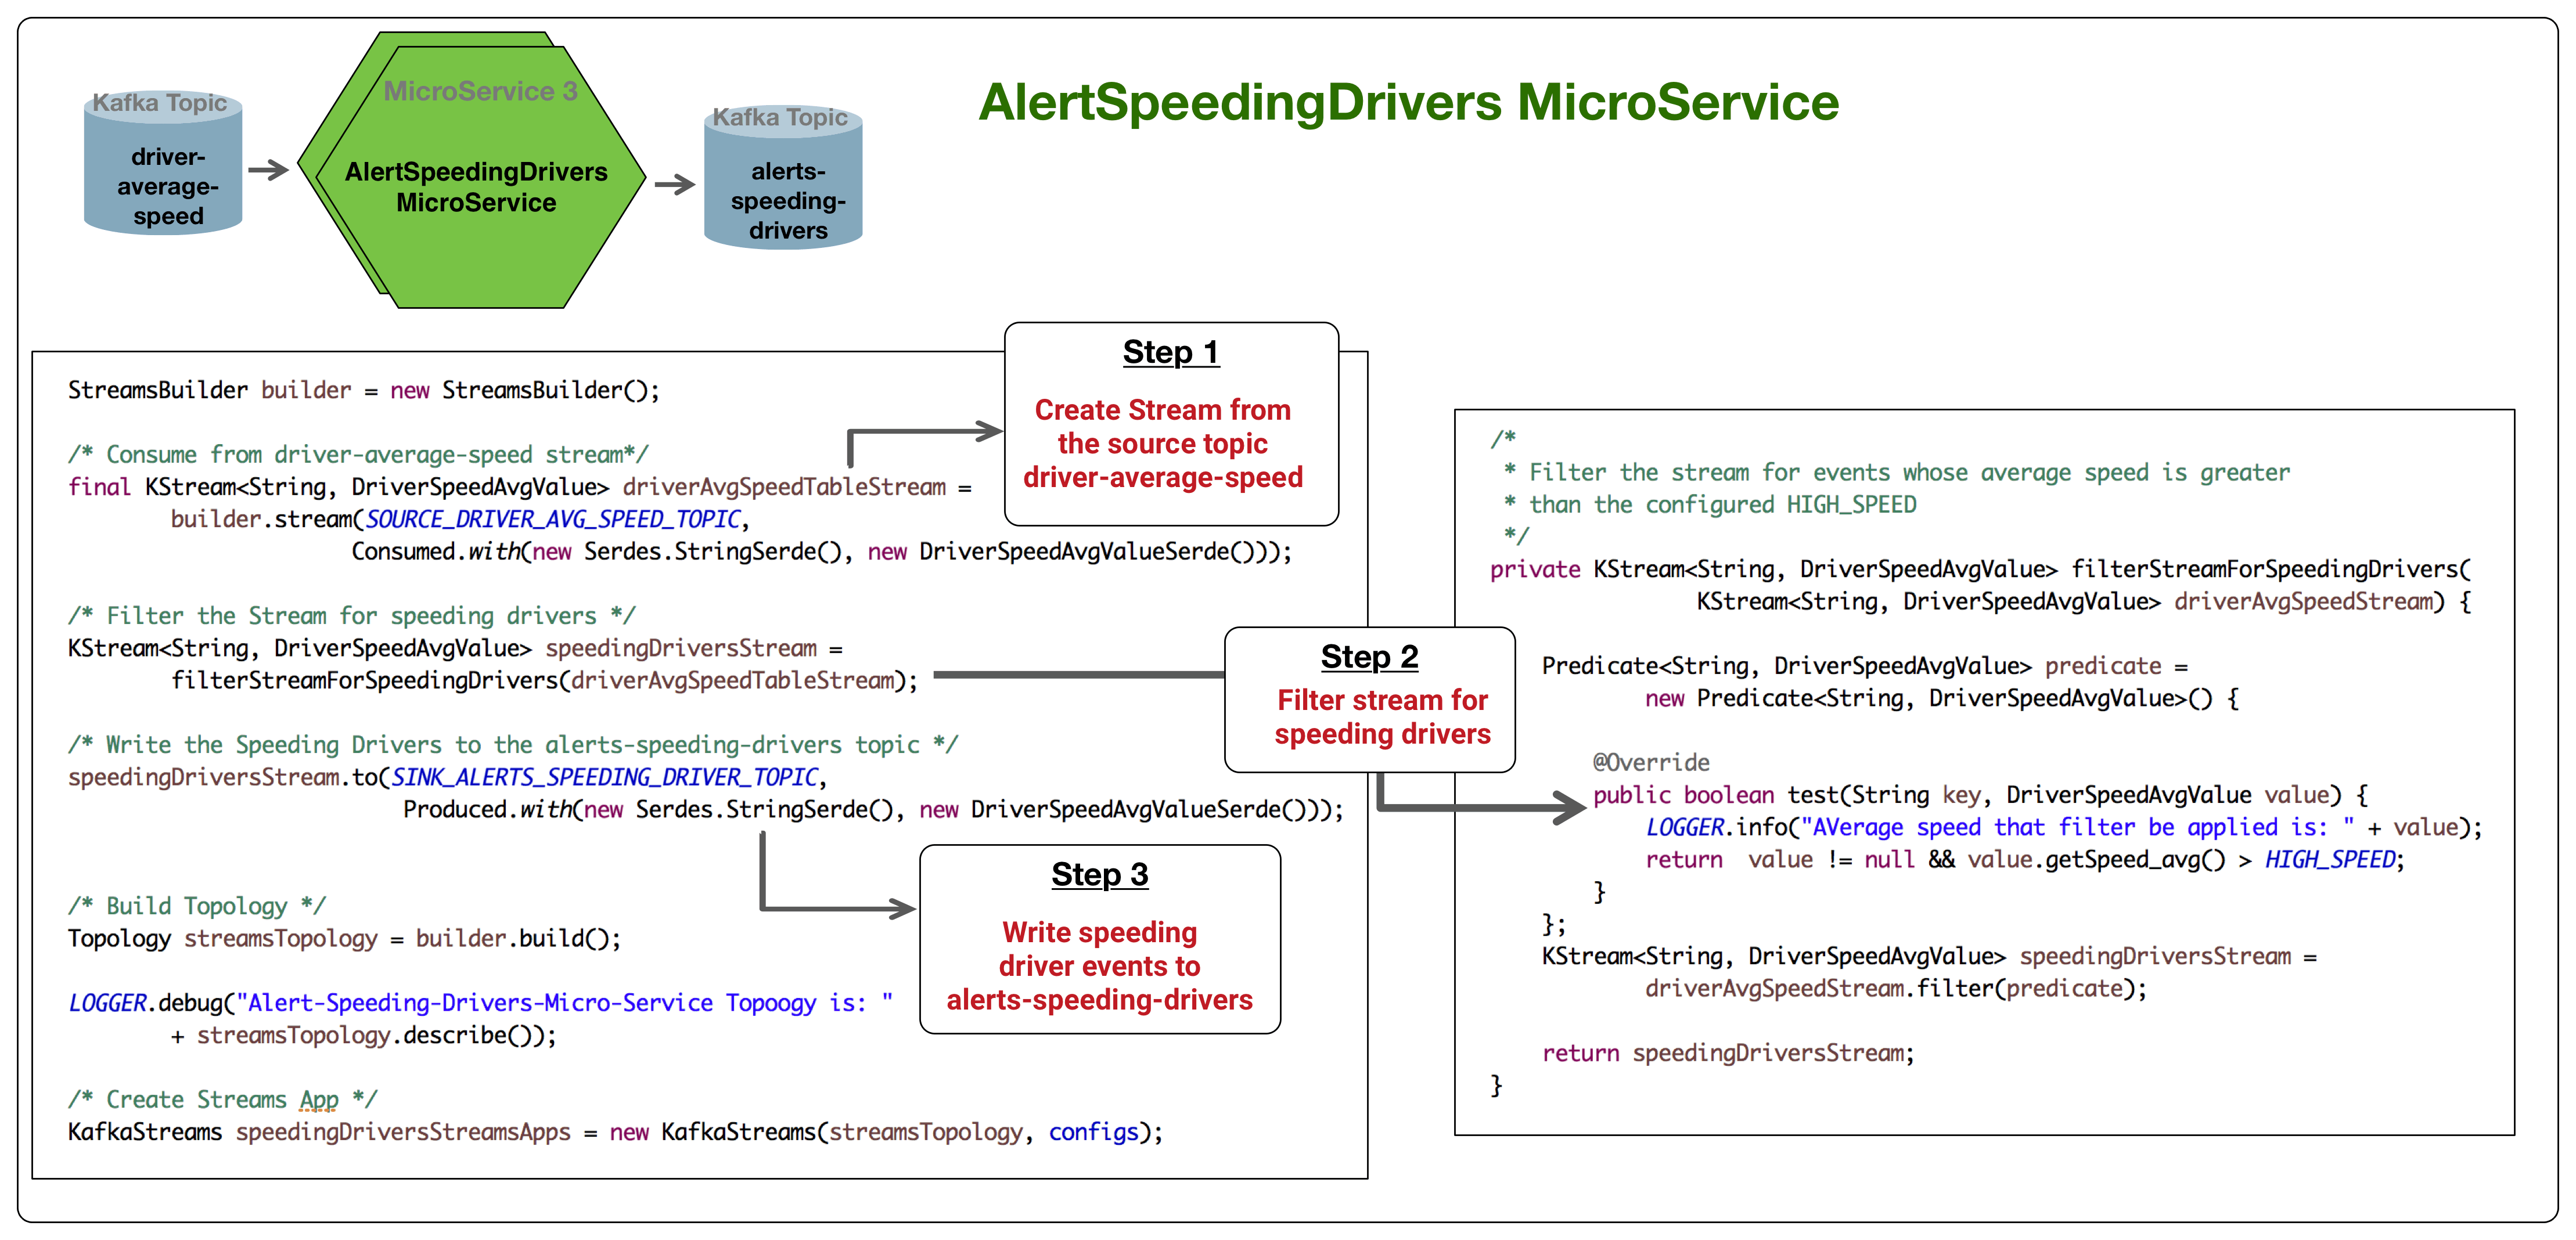 Kafka Topic
driver-
average-
speed
MicroService 3
AlertSpeedingDrivers
MicroService
Kafka Topic
alerts-
speeding-
drivers
AlertSpeedingDrivers MicroService
StreamsBuilder builder = new StreamsBuilder();
/* Consume from driver-average-speed stream*/
final KStream<String, DriverSpeedAvgValue> driverAvgSpeedTableStream =
builder.stream(SOURCE_DRIVER_AVG_SPEED_TOPIC,
Consumed.with(new Serdes.StringSerde(), new DriverSpeedAvgValueSerde()));
/* Filter the Stream for speeding drivers */
KStream<String, DriverSpeedAvgValue> speedingDriversStream =
filterStreamForSpeedingDrivers(driverAvgSpeedTableStream);
/* Write the Speeding Drivers to the alerts-speeding-drivers topic */
speedingDriversStream.to(SINK_ALERTS_SPEEDING_DRIVER_TOPIC,
Produced.with(new Serdes.StringSerde(), new DriverSpeedAvgValueSerde()));
/* Build Topology */
Topology streamsTopology = builder.build();
LOGGER.debug("Alert-Speeding-Drivers-Micro-Service Topoogy is: "
+ streamsTopology.describe());
/* Create Streams App */
KafkaStreams speedingDriversStreamsApps = new KafkaStreams(streamsTopology, configs);
Step 1
Create Stream from
the source topic
driver-average-speed
Step 2
Filter stream for
speeding drivers
Step 3
Write speeding
driver events to
alerts-speeding-drivers
/*
* Filter the stream for events whose average speed is greater
* than the configured HIGH_SPEED
*/
private KStream<String, DriverSpeedAvgValue> filterStreamForSpeedingDrivers(
KStream<String, DriverSpeedAvgValue> driverAvgSpeedStream) {
Predicate<String, DriverSpeedAvgValue> predicate =
new Predicate<String, DriverSpeedAvgValue>() {
@Override
public boolean test(String key, DriverSpeedAvgValue value) {
LOGGER.info("AVerage speed that filter be applied is: " + value);
return  value != null && value.getSpeed_avg() > HIGH_SPEED;
}
};
KStream<String, DriverSpeedAvgValue> speedingDriversStream =
driverAvgSpeedStream.filter(predicate);
return speedingDriversStream;
}